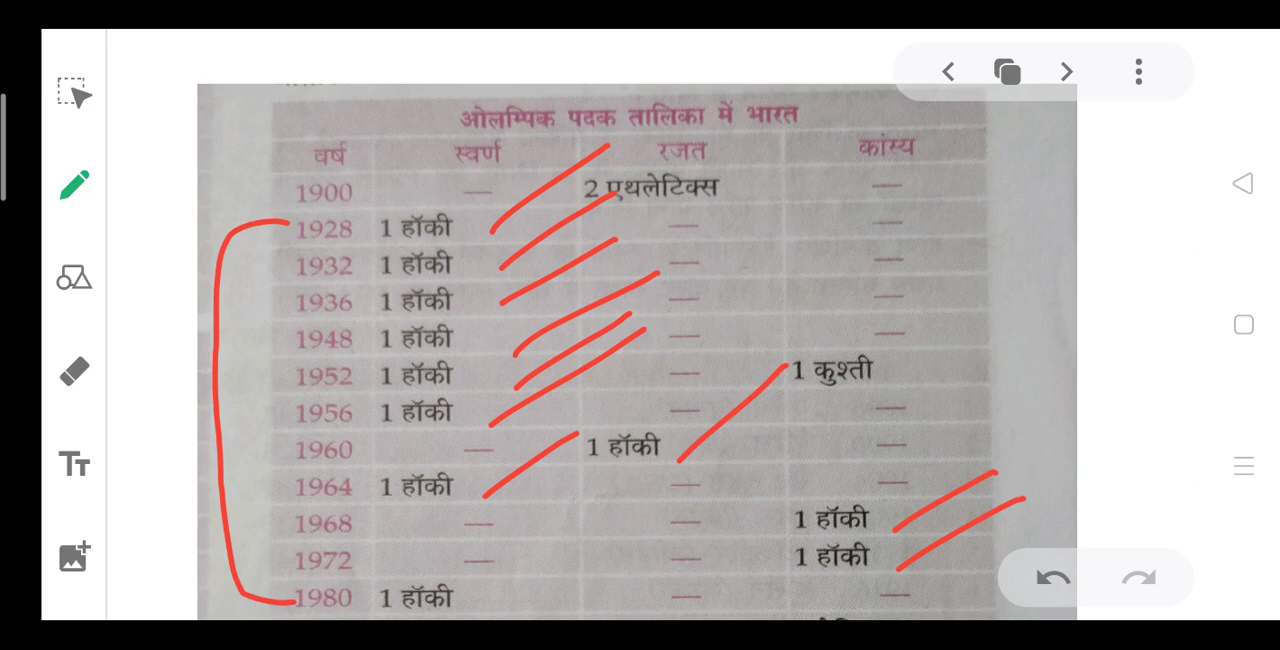 ओलम्पिक पदक तालिका में भारत
वर्ष स्वर्ण रजत कांस्य
1900 — 2 एथलेटिक्स —
1928 1 हॉकी — —
1932 1 हॉकी — —
1936 1 हॉकी — —
1948 1 हॉकी — —
1952 1 हॉकी — 1 कुश्ती
1956 1 हॉकी — —
1960 — 1 हॉकी —
1964 1 हॉकी — —
1968 — — 1 हॉकी
1972 — — 1 हॉकी
1980 1 हॉकी — —
TT